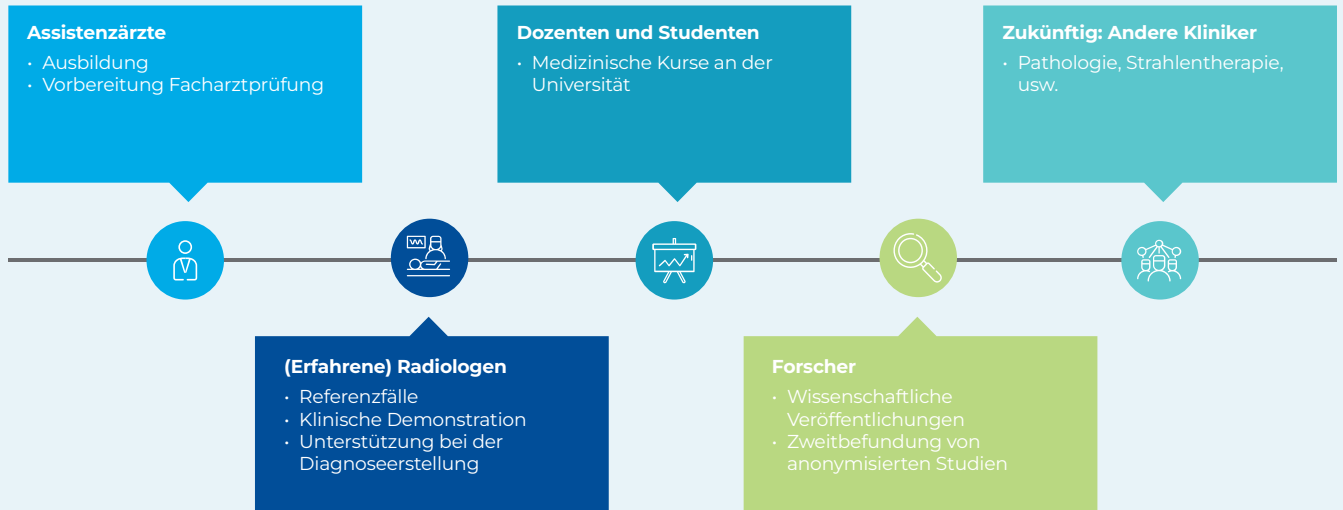 Assistenzärzte
· Ausbildung
· Vorbereitung Facharztprüfung
(Erfahrene) Radiologen
· Referenzfälle
· Klinische Demonstration
· Unterstützung bei der
Diagnoseerstellung
Dozenten und Studenten
· Medizinische Kurse an der
Universität
Forscher
· Wissenschaftliche
Veröffentlichungen
· Zweitbefundung von
anonymisierten Studien
Zukünftig: Andere Kliniker
· Pathologie, Strahlentherapie,
usw.